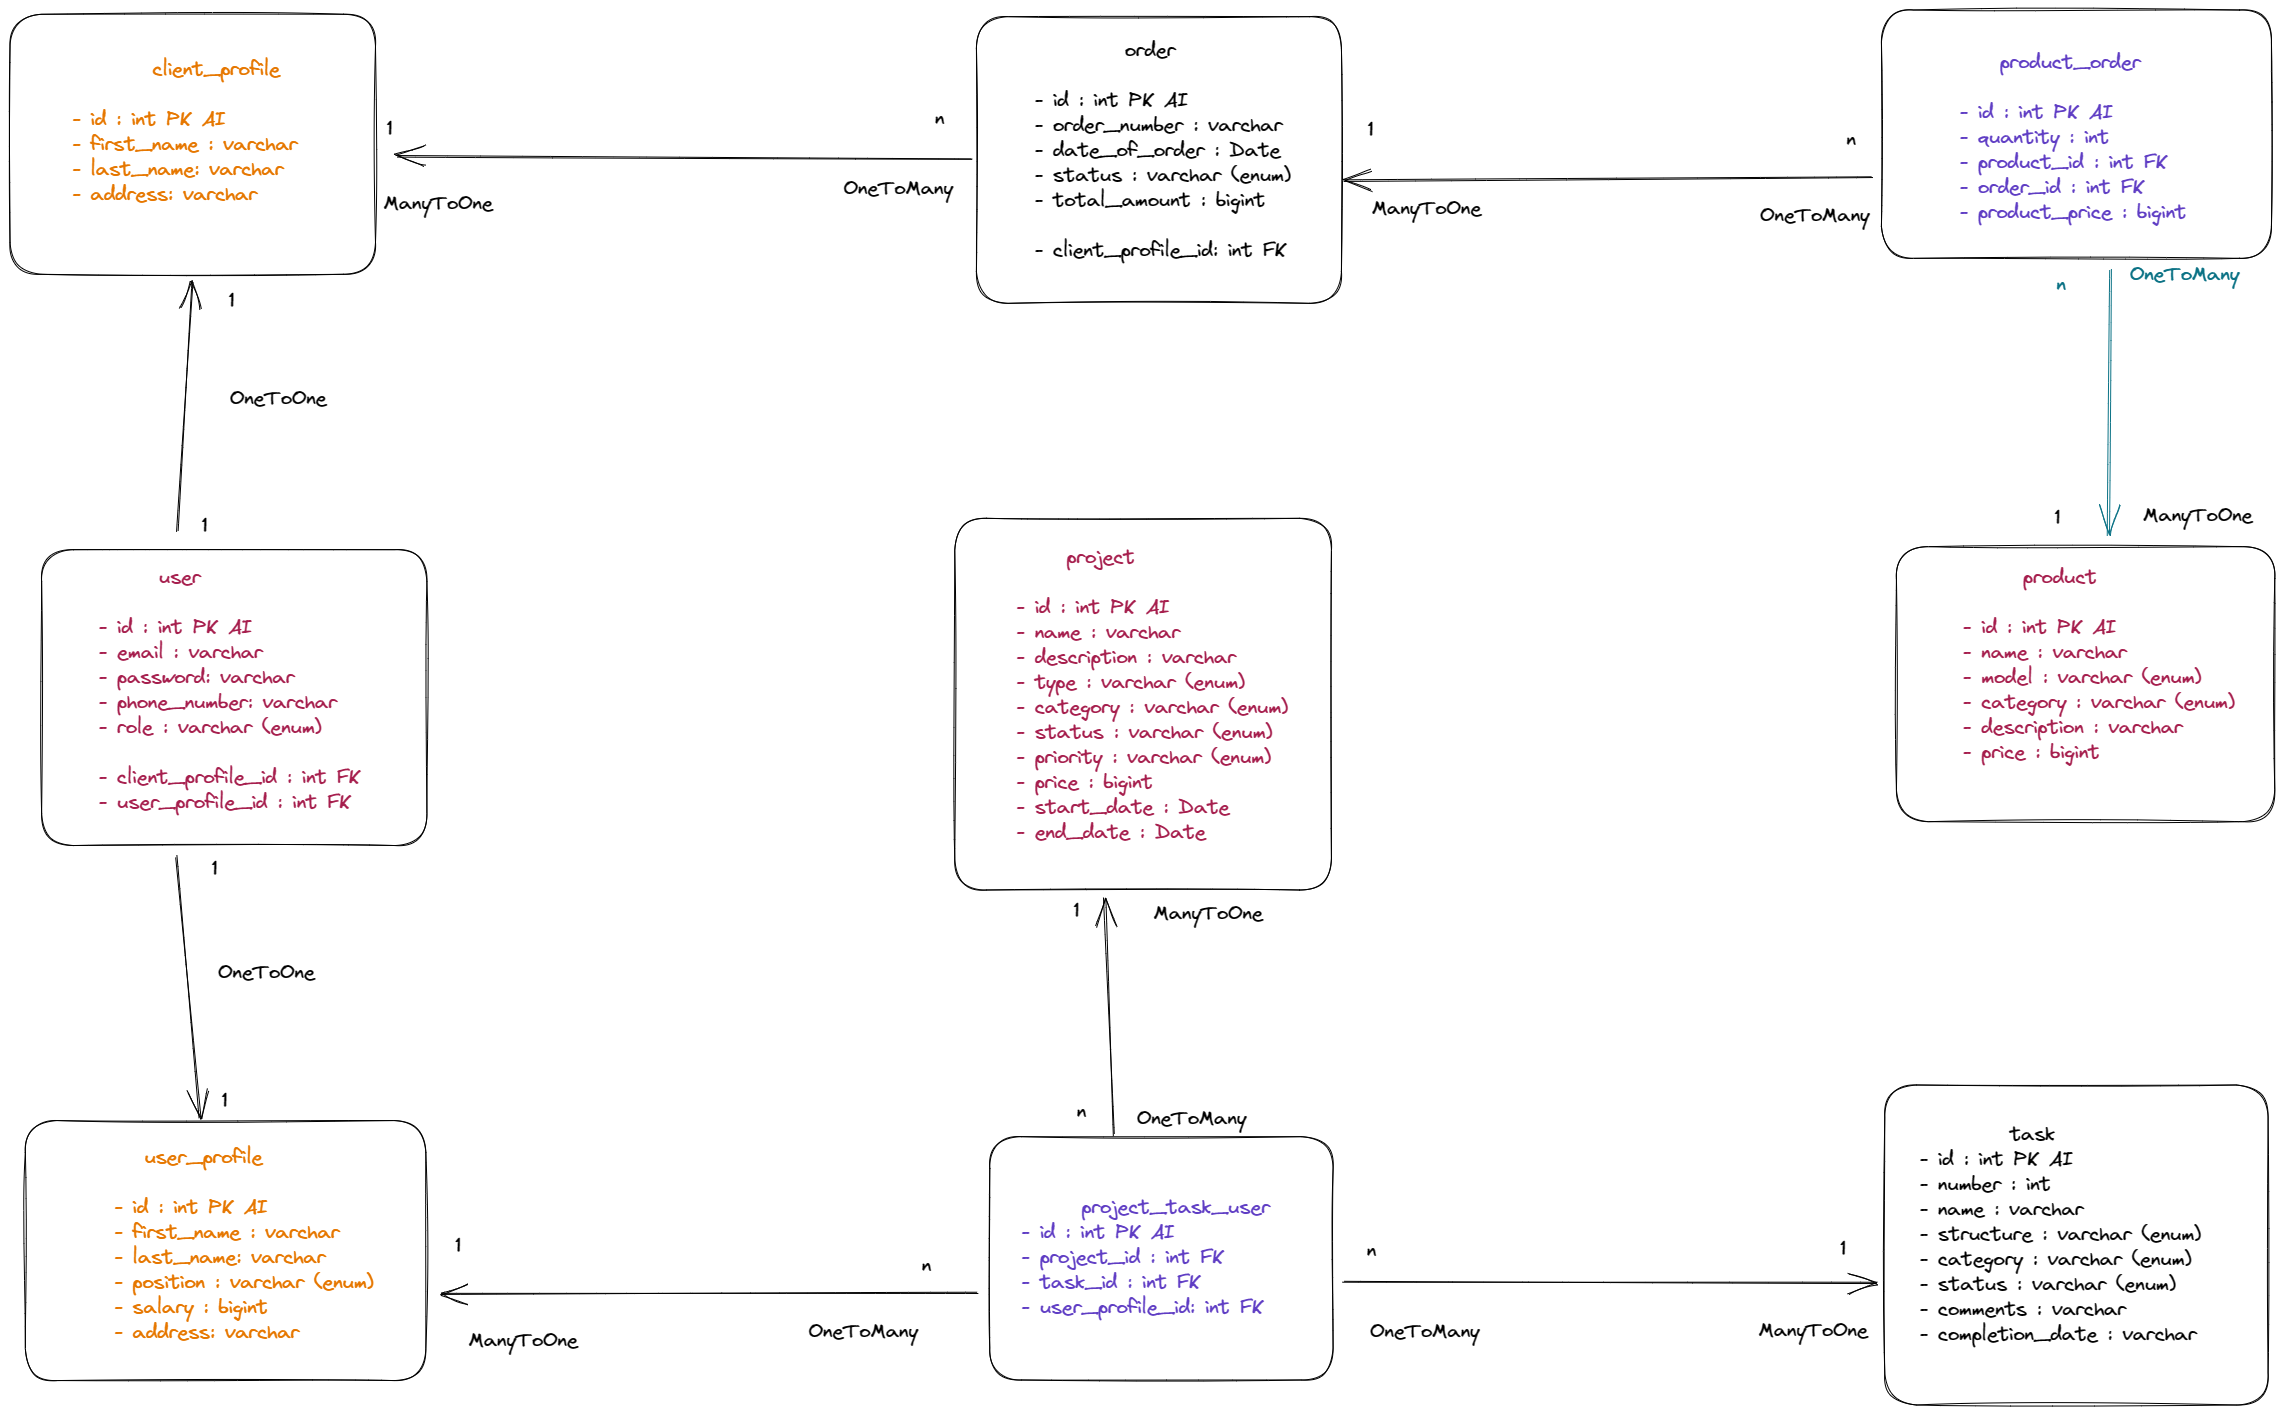 client_profile
- id : int PK AI
- first_name : varchar
- last_name: varchar
- address: varchar
1
ManyToOne
n
OneToMany
order
- id : int PK AI
- order_number : varchar
- date_of_order : Date
- status : varchar (enum)
- total_amount : bigint
- client_profile_id: int FK
1
ManyToOne
n
OneToMany
product_order
- id : int PK AI
- quantity : int
- product_id : int FK
- order_id : int FK
- product_price : bigint
n
OneToMany
1
OneToOne
1
1
ManyToOne
user
- id : int PK AI
- email : varchar
- password: varchar
- phone_number: varchar
- role : varchar (enum)
- client_profile_id : int FK
- user_profile_id : int FK
project
- id : int PK AI
- name : varchar
- description : varchar
- type : varchar (enum)
- category : varchar (enum)
- status : varchar (enum)
- priority : varchar (enum)
- price : bigint
- start_date : Date
- end_date : Date
product
- id : int PK AI
- name : varchar
- model : varchar (enum)
- category : varchar (enum)
- description : varchar
- price : bigint
1
OneToOne
1
1
ManyToOne
n
OneToMany
user_profile
- id : int PK AI
- first_name : varchar
- last_name: varchar
- position : varchar (enum)
- salary : bigint
- address: varchar
1
ManyToOne
n
OneToMany
project_task_user
- id : int PK AI
- project_id : int FK
- task_id : int FK
- user_profile_id: int FK
n
OneToMany
1
ManyToOne
task
- id : int PK AI
- number : int
- name : varchar
- structure : varchar (enum)
- category : varchar (enum)
- status : varchar (enum)
- comments : varchar
- completion_date : varchar